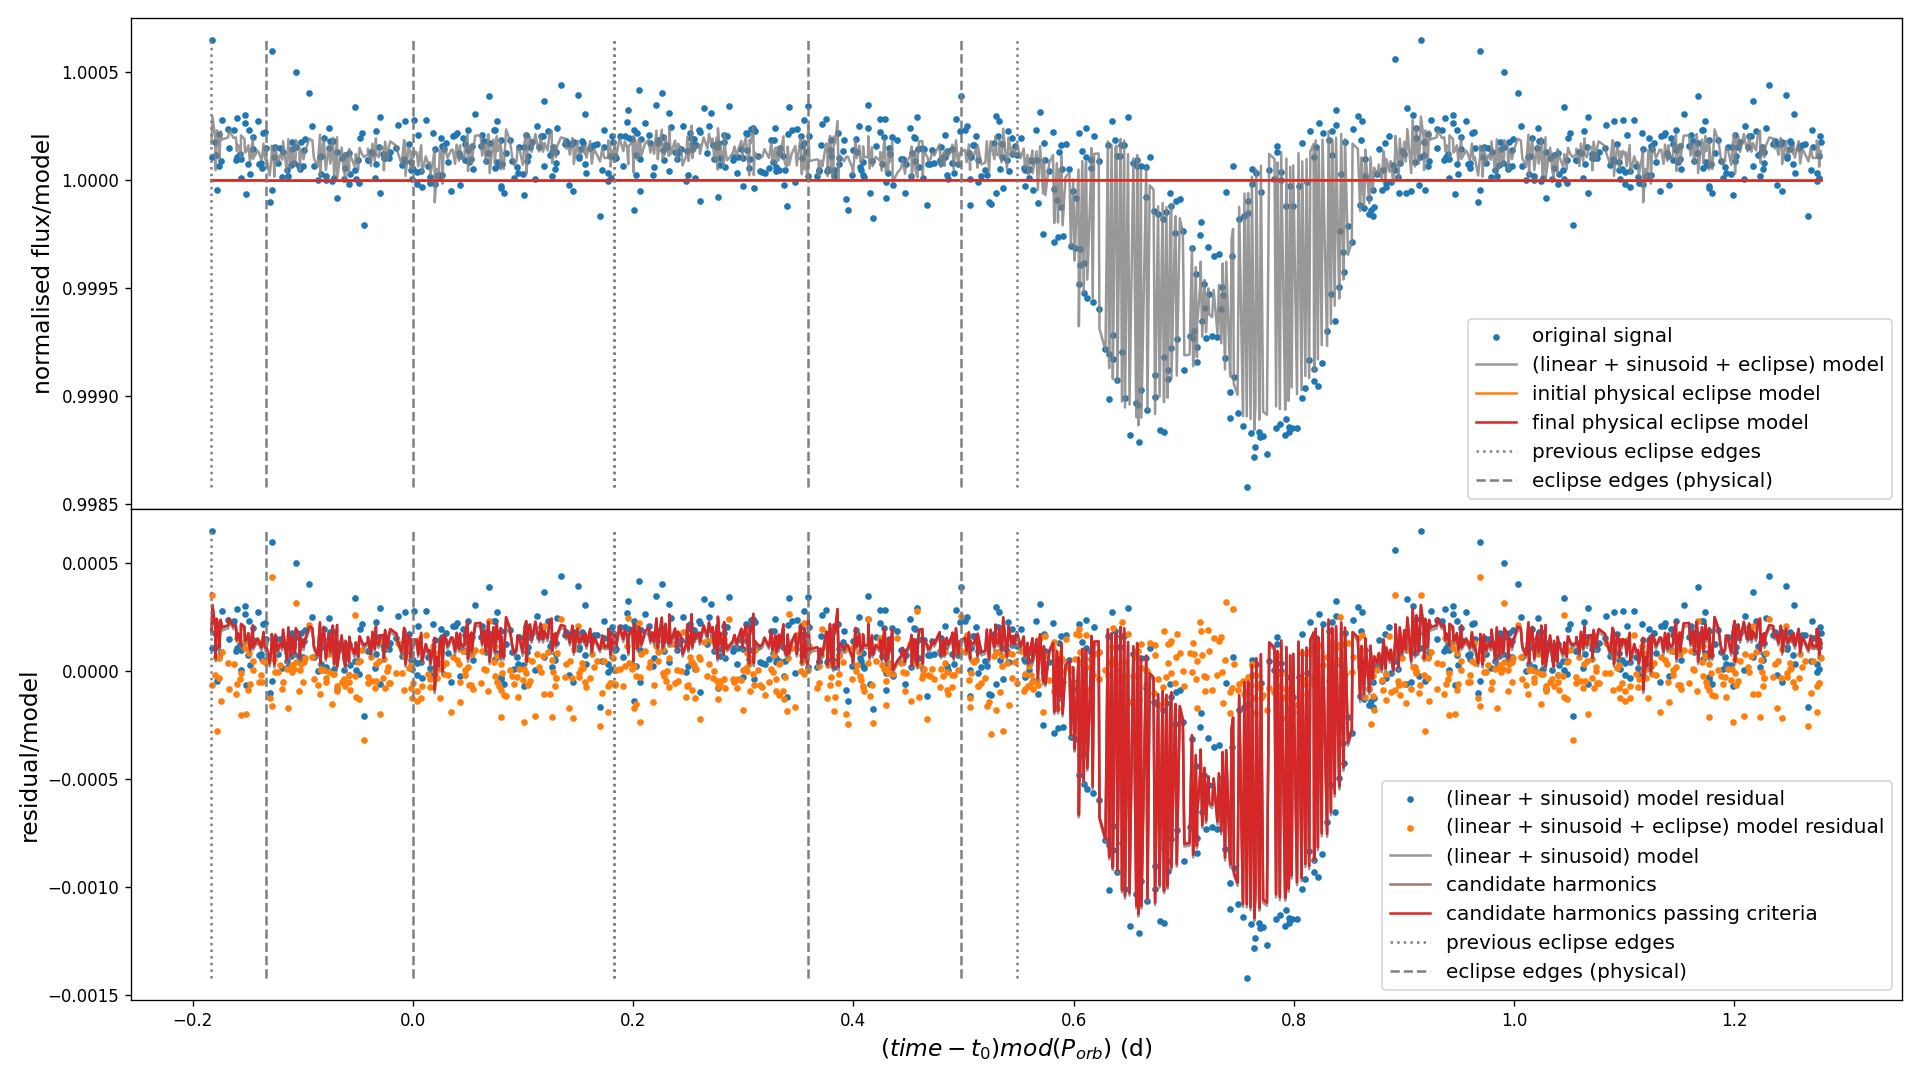 normalised flux/model
1.0005
1.0000
0.9995
0.9990
0.9985
original signal
(linear + sinusoid + eclipse) model
initial physical eclipse model
final physical eclipse model
previous eclipse edges
eclipse edges (physical)
residual/model
0.0005
0.0000
−0.0005
−0.0010
−0.0015
(linear + sinusoid) model residual
(linear + sinusoid + eclipse) model residual
(linear + sinusoid) model
candidate harmonics
candidate harmonics passing criteria
previous eclipse edges
eclipse edges (physical)
−0.2 0.0 0.2 0.4 0.6 0.8 1.0 1.2
(time − t₀)mod(P_orb) (d)